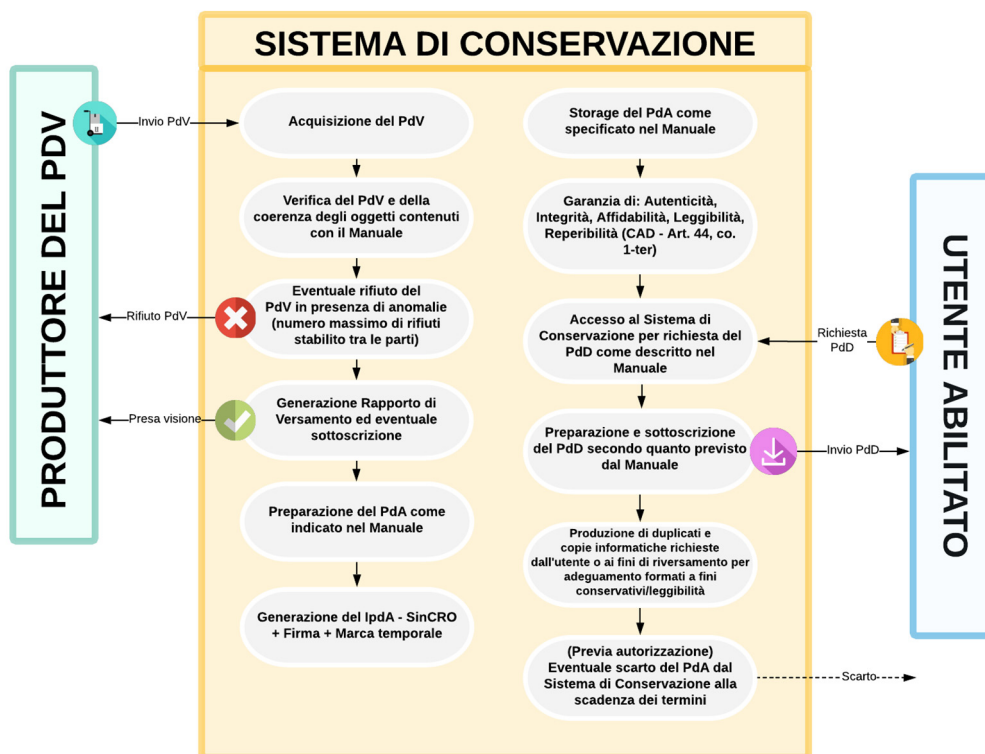 SISTEMA DI CONSERVAZIONE
PRODUTTORE DEL PDV
Invio PdV
Acquisizione del PdV
Verifica del PdV e della
coerenza degli oggetti contenuti
con il Manuale
Eventuale rifiuto del
PdV in presenza di anomalie
(numero massimo di rifiuti
stabilito tra le parti)
Rifiuto PdV
Generazione Rapporto di
Versamento ed eventuale
sottoscrizione
Presa visione
Preparazione del PdA come
indicato nel Manuale
Generazione del IpdA - SinCRO
+ Firma + Marca temporale
Storage del PdA come
specificato nel Manuale
Garanzia di: Autenticità,
Integrità, Affidabilità, Leggibilità,
Reperibilità (CAD - Art. 44, co.
1-ter)
Accesso al Sistema di
Conservazione per richiesta del
PdD come descritto nel
Manuale
Richiesta
PdD
Preparazione e sottoscrizione
del PdD secondo quanto previsto
dal Manuale
Invio PdD
Produzione di duplicati e
copie informatiche richieste
dall'utente o ai fini di riversamento per
adeguamento formati a fini
conservativi/leggibilità
(Previa autorizzazione)
Eventuale scarto del PdA dal
Sistema di Conservazione alla
scadenza dei termini
Scarto
UTENTE ABILITATO